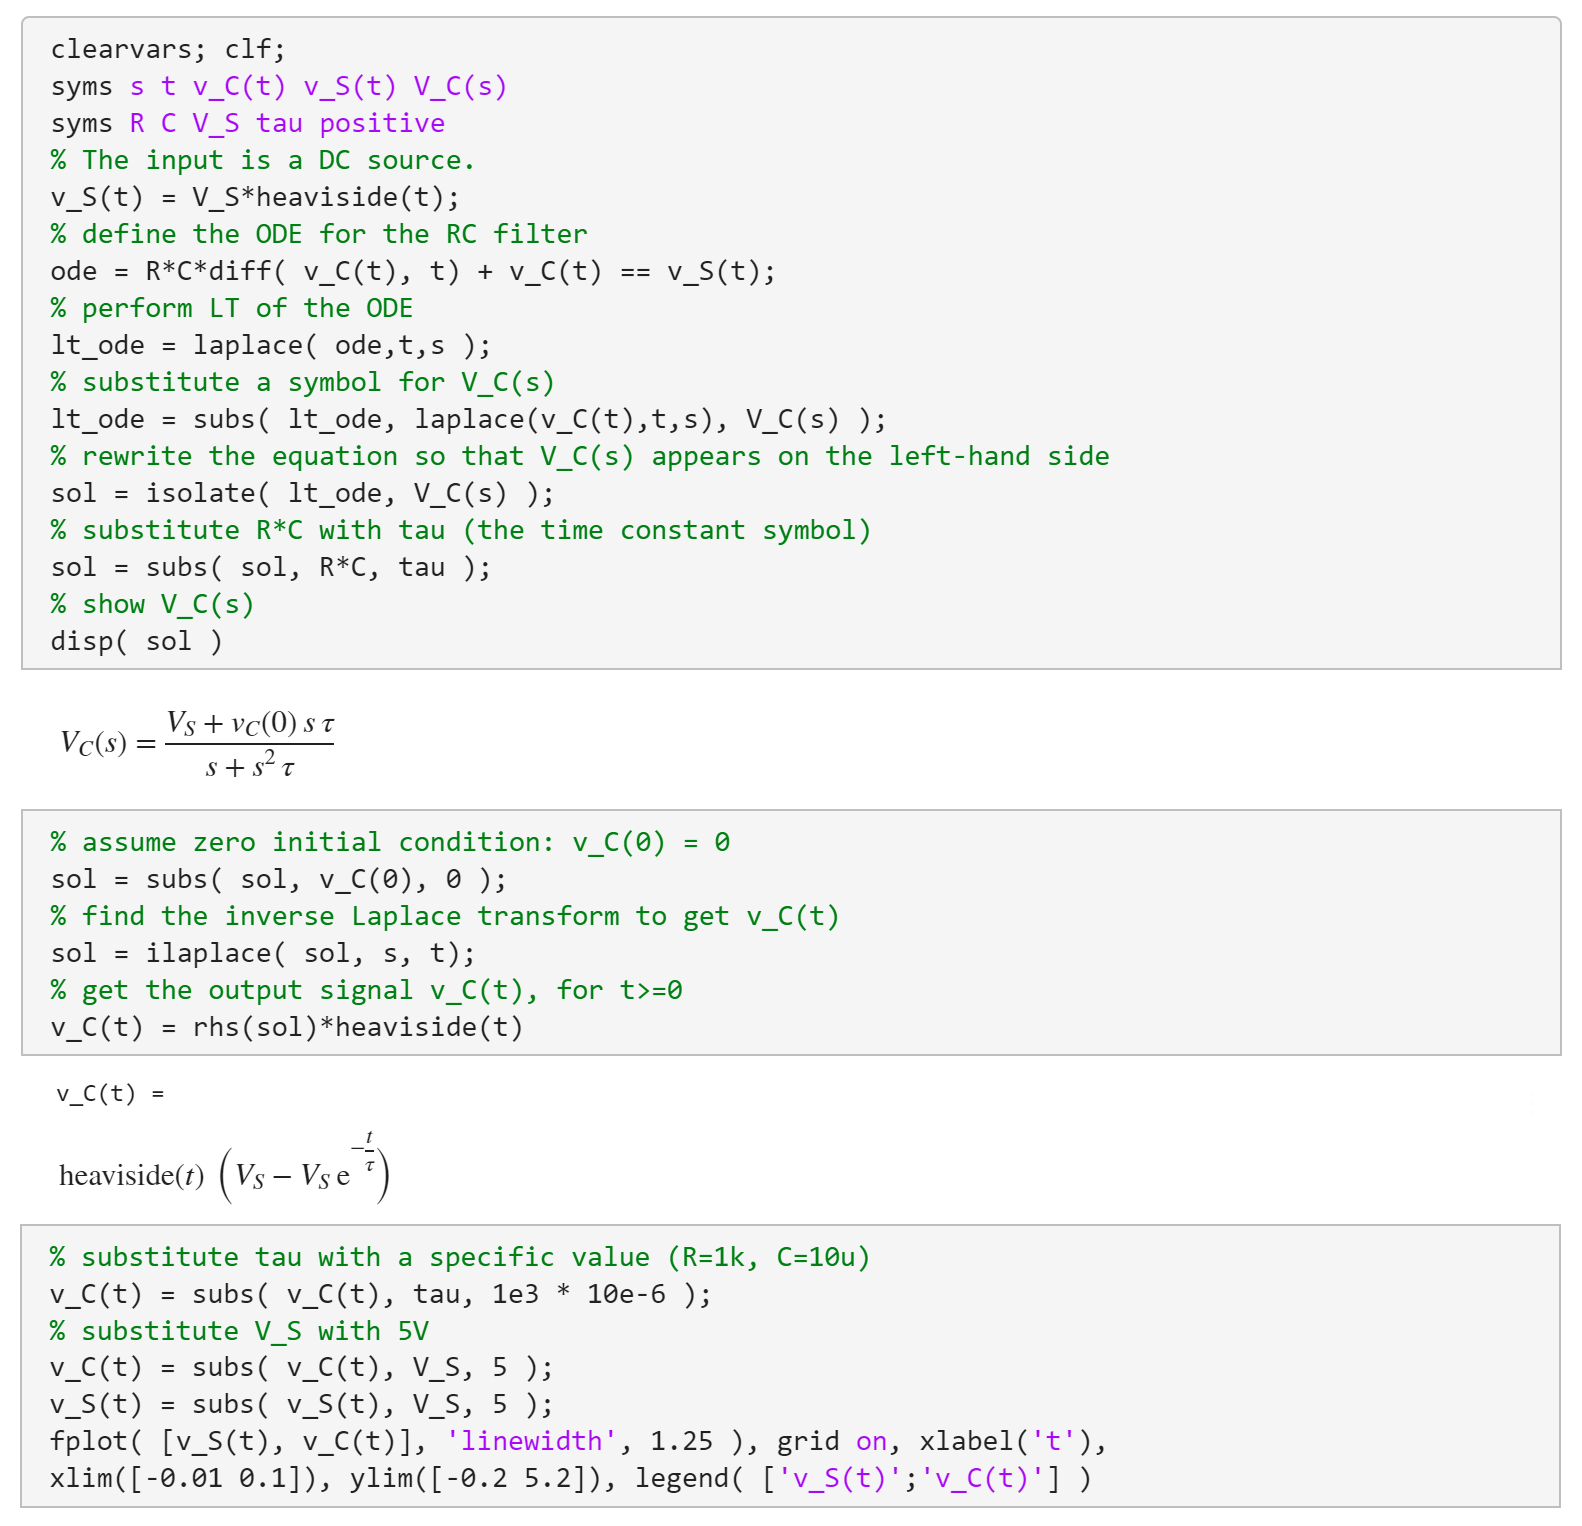 clearvars; clf;
syms s t v_C(t) v_S(t) V_C(s)
syms R C V_S tau positive
% The input is a DC source.
v_S(t) = V_S*heaviside(t);
% define the ODE for the RC filter
ode = R*C*diff( v_C(t), t) + v_C(t) == v_S(t);
% perform LT of the ODE
lt_ode = laplace( ode,t,s );
% substitute a symbol for V_C(s)
lt_ode = subs( lt_ode, laplace(v_C(t),t,s), V_C(s) );
% rewrite the equation so that V_C(s) appears on the left-hand side
sol = isolate( lt_ode, V_C(s) );
% substitute R*C with tau (the time constant symbol)
sol = subs( sol, R*C, tau );
% show V_C(s)
disp( sol )
V_C(s) = \frac{V_S + v_C(0) s τ}{s + s^2 τ}
% assume zero initial condition: v_C(0) = 0
sol = subs( sol, v_C(0), 0 );
% find the inverse Laplace transform to get v_C(t)
sol = ilaplace( sol, s, t);
% get the output signal v_C(t), for t>=0
v_C(t) = rhs(sol)*heaviside(t)
v_C(t) =
heaviside(t) (V_S − V_S e^{−\frac{t}{τ}})
% substitute tau with a specific value (R=1k, C=10u)
v_C(t) = subs( v_C(t), tau, 1e3 * 10e-6 );
% substitute V_S with 5V
v_C(t) = subs( v_C(t), V_S, 5 );
v_S(t) = subs( v_S(t), V_S, 5 );
fplot( [v_S(t), v_C(t)], 'linewidth', 1.25 ), grid on, xlabel('t'),
xlim([-0.01 0.1]), ylim([-0.2 5.2]), legend( ['v_S(t)';'v_C(t)'] )